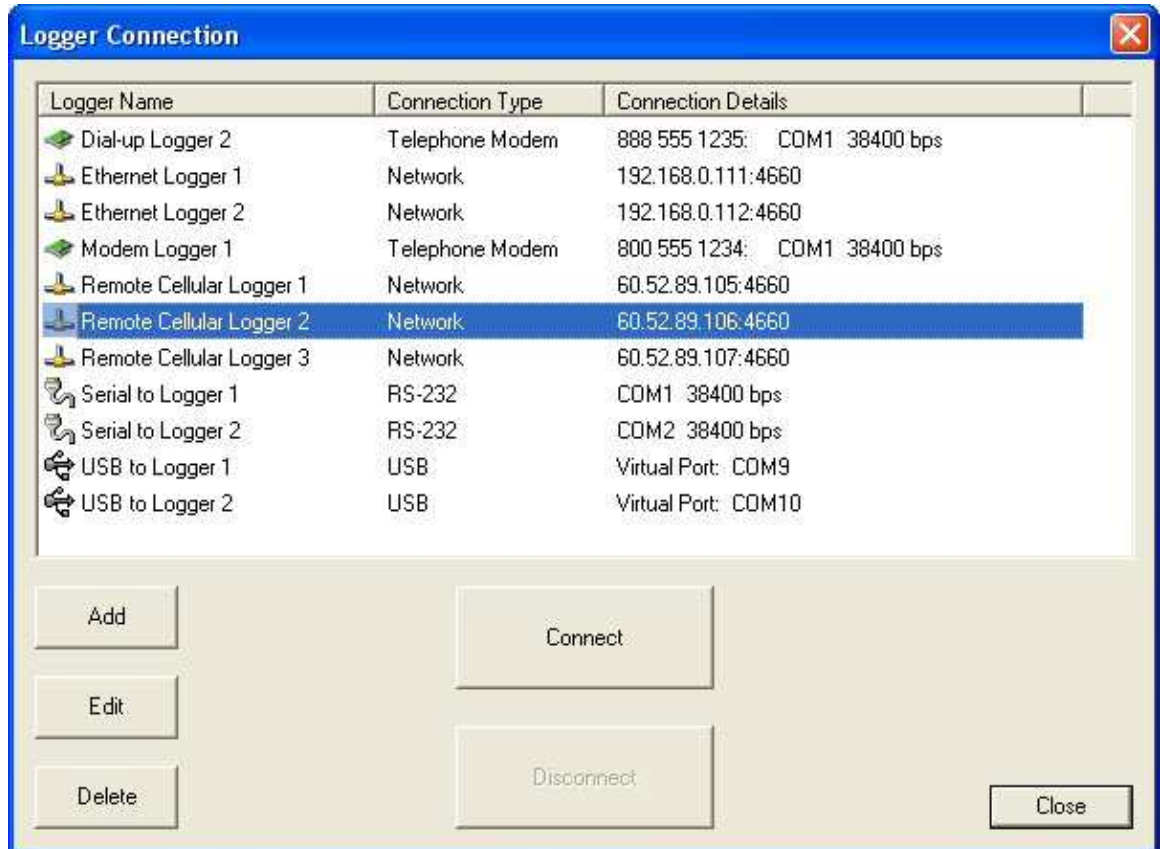 Logger Connection
Logger Name Connection Type Connection Details
Dial-up Logger 2 Telephone Modem 888 555 1235: COM1 38400 bps
Ethernet Logger 1 Network 192.168.0.111:4660
Ethernet Logger 2 Network 192.168.0.112:4660
Modem Logger 1 Telephone Modem 800 555 1234: COM1 38400 bps
Remote Cellular Logger 1 Network 60.52.89.105:4660
Remote Cellular Logger 2 Network 60.52.89.106:4660
Remote Cellular Logger 3 Network 60.52.89.107:4660
Serial to Logger 1 RS-232 COM1 38400 bps
Serial to Logger 2 RS-232 COM2 38400 bps
USB to Logger 1 USB Virtual Port: COM9
USB to Logger 2 USB Virtual Port: COM10
Add
Connect
Edit
Disconnect
Delete
Close